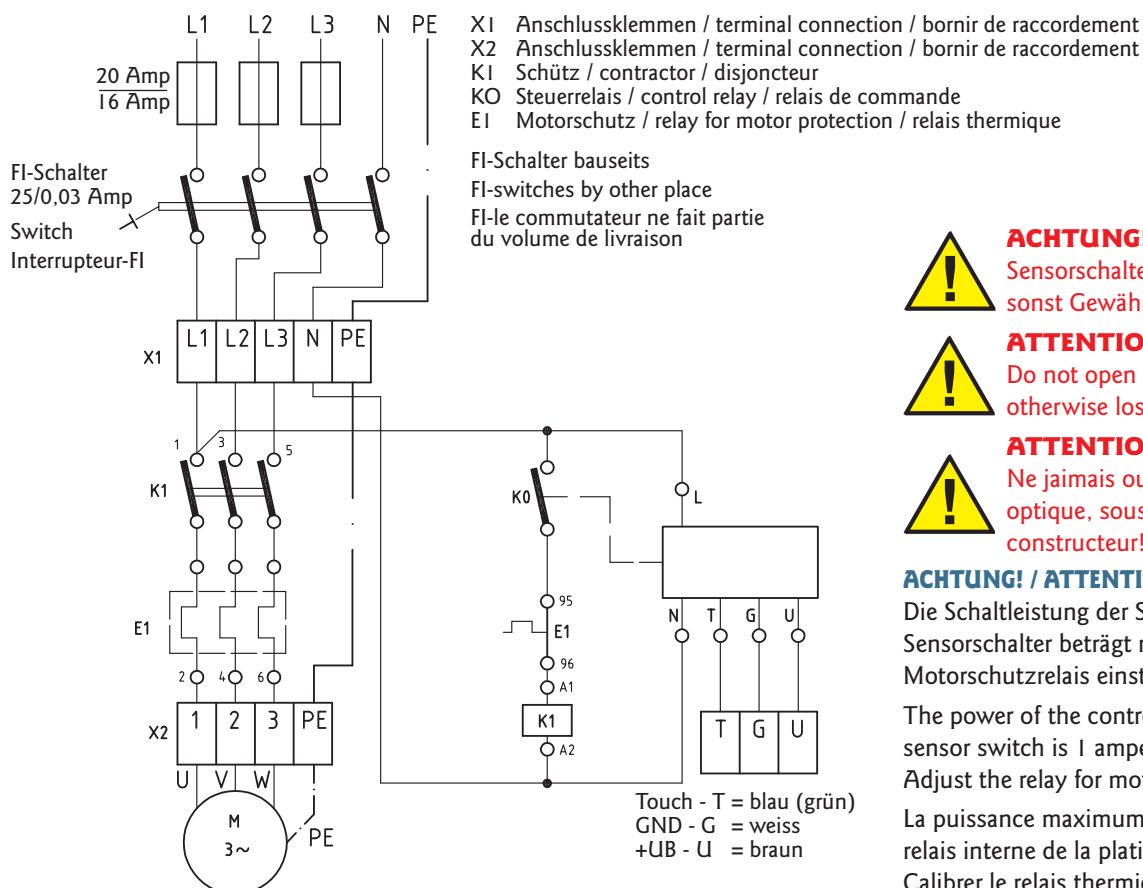 L1 L2 L3 N PE
20 Amp
16 Amp
FI-Schalter
25/0,03 Amp
Switch
Interrupteur-FI
X1 Anschlussklemmen / terminal connection / bornir de raccordement
X2 Anschlussklemmen / terminal connection / bornir de raccordement
K1 Schütz / contractor / disjoncteur
KO Steuerrelais / control relay / relais de commande
E1 Motorschutz / relay for motor protection / relais thermique
FI-Schalter bauseits
FI-switches by other place
FI-le commutateur ne fait partie
du volume de livraison
X1 L1 L2 L3 N PE
1 3 5
K1
E1
2 4 6
X2 1 2 3 PE
U V W
M
3~
PE
K0
L
95
E1
96
A1
K1
A2
N T G U
T G U
Touch - T = blau (grün)
GND - G = weiss
+UB - U = braun
ACHTUNG!
Sensorschalte
sonst Gewäh
ATTENTIO
Do not open
otherwise los
ATTENTIO
Ne jaimais ou
optique, sous
constructeur!
ACHTUNG! / ATTENTI
Die Schaltleistung der S
Sensorschalter beträgt
Motorschutzrelais einst
The power of the contr
sensor switch is 1 ampe
Adjust the relay for mo
La puissance maximum
relais interne de la plati
Calibrer le relais thermi